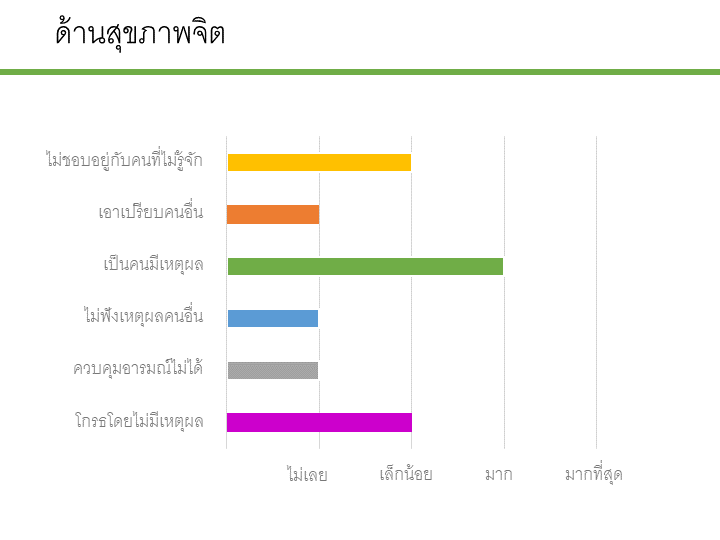 ด้านสุขภาพจิต
ไม่ชอบอยู่กับคนที่ไม่รู้จัก
เอาเปรียบคนอื่น
เป็นคนมีเหตุผล
ไม่ฟังเหตุผลคนอื่น
ควบคุมอารมณ์ไม่ได้
โกรธโดยไม่มีเหตุผล
ไม่เลย เล็กน้อย มาก มากที่สุด